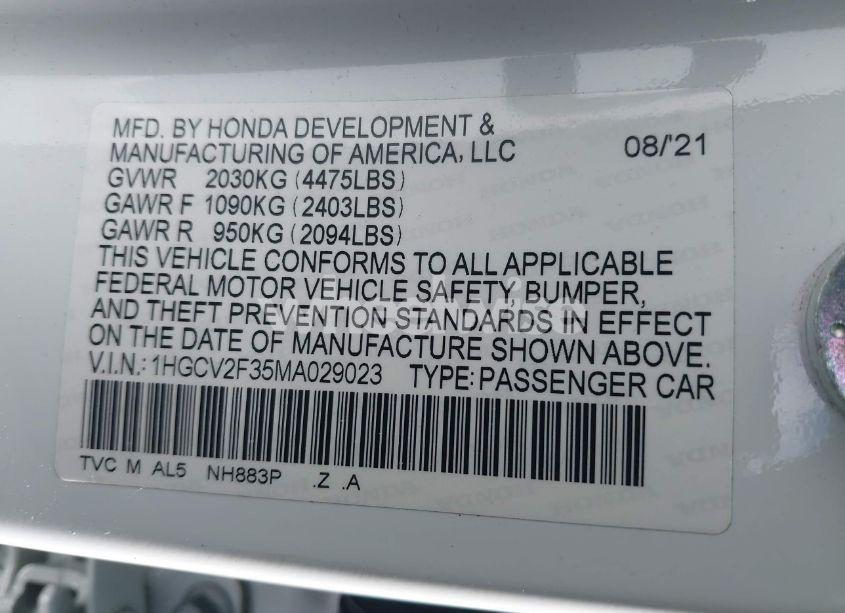 MFD. BY HONDA DEVELOPMENT &
MANUFACTURING OF AMERICA, LLC 08/'21
GVWR 2030KG (4475LBS)
GAWR F 1090KG (2403LBS)
GAWR R 950KG (2094LBS)
THIS VEHICLE CONFORMS TO ALL APPLICABLE
FEDERAL MOTOR VEHICLE SAFETY, BUMPER,
AND THEFT PREVENTION STANDARDS IN EFFECT
ON THE DATE OF MANUFACTURE SHOWN ABOVE.
V.I.N.: 1HGCV2F35MA029023 TYPE: PASSENGER CAR
TVC M AL5 NH883P .Z .A